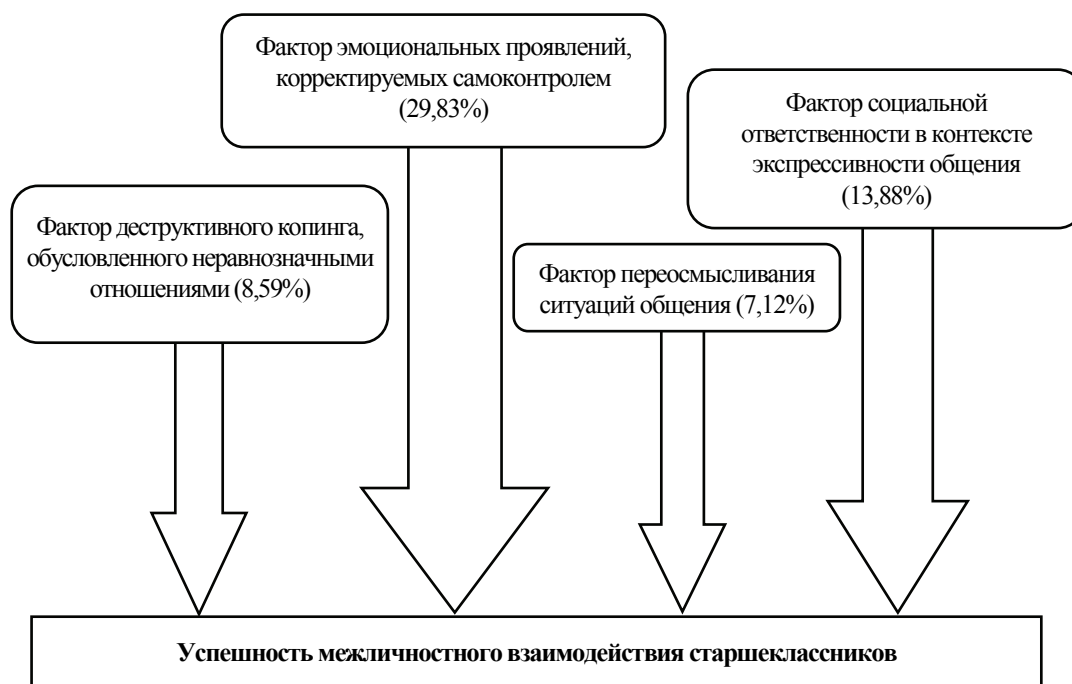 Фактор эмоциональных проявлений,
корректируемых самоконтролем
(29,83%)
Фактор социальной
ответственности в контексте
экспрессивности общения
(13,88%)
Фактор деструктивного копинга,
обусловленного неравнозначными
отношениями (8,59%)
Фактор переосмысливания
ситуаций общения (7,12%)
Успешность межличностного взаимодействия старшеклассников